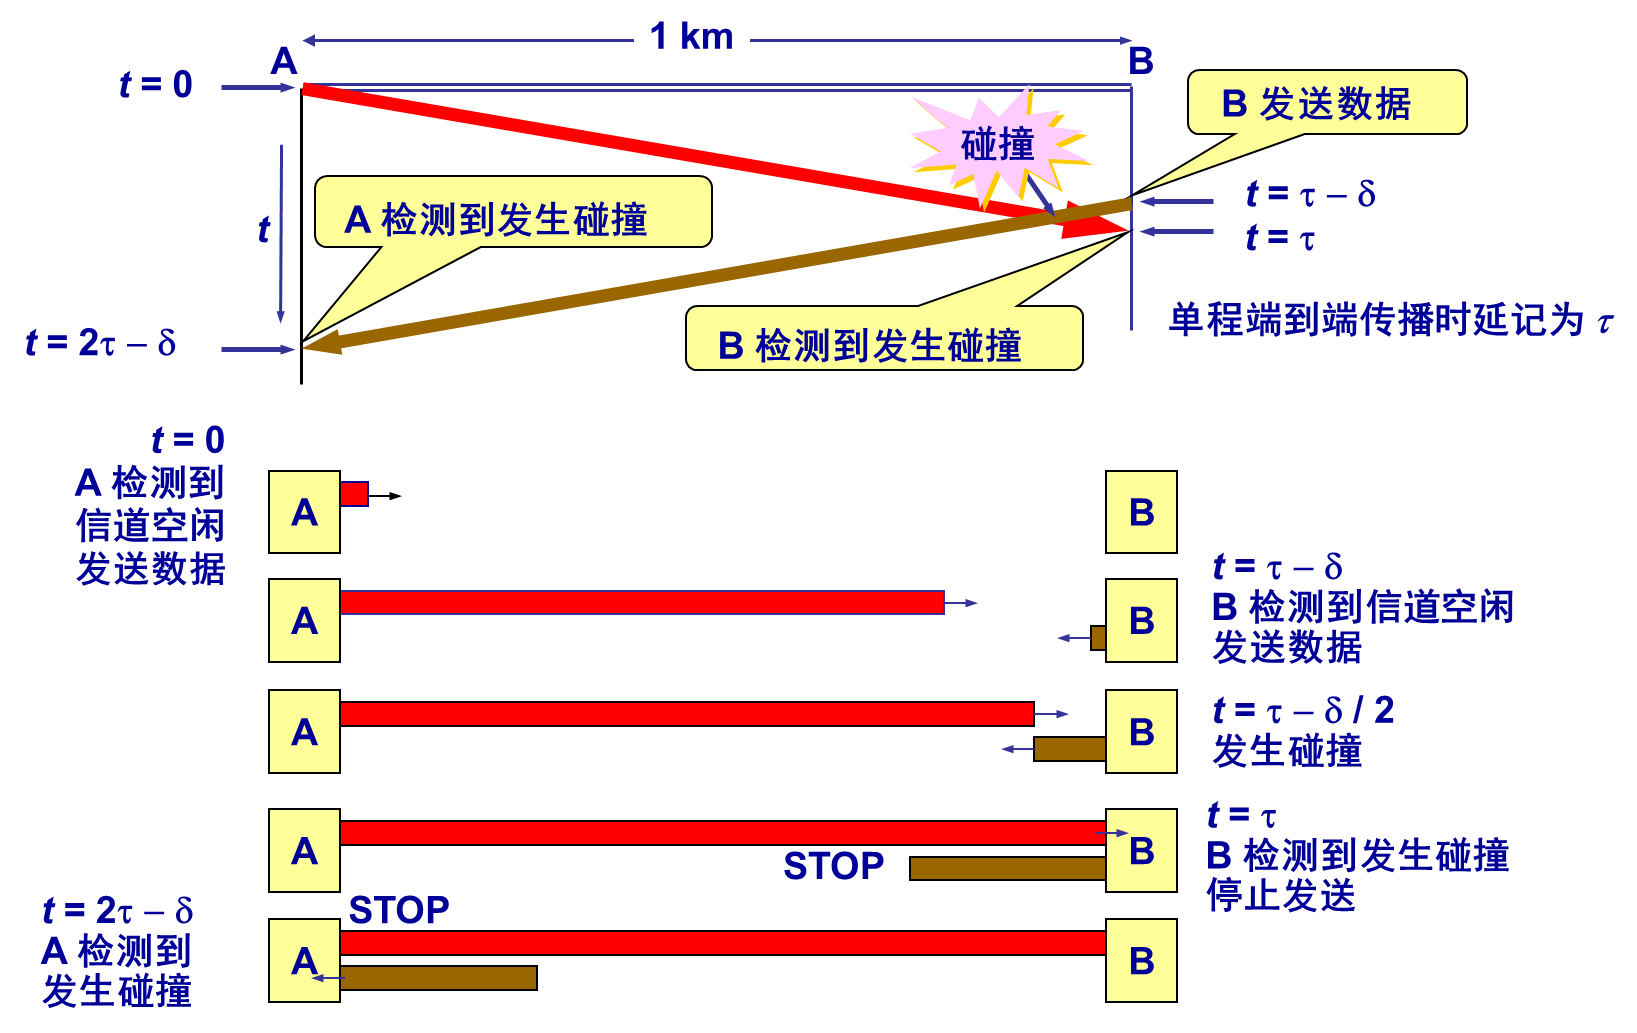 1 km
A
B
t = 0
B 发送数据
碰撞
t = τ – δ
A 检测到发生碰撞
t
t = τ
单程端到端传播时延记为 τ
t = 2τ – δ
B 检测到发生碰撞
t = 0
A 检测到
信道空闲
发送数据
A
B
t = τ – δ
B 检测到信道空闲
发送数据
A
B
t = τ – δ / 2
发生碰撞
A
B
t = τ
B 检测到发生碰撞
停止发送
A
B
STOP
t = 2τ – δ
A 检测到
发生碰撞
STOP
A
B